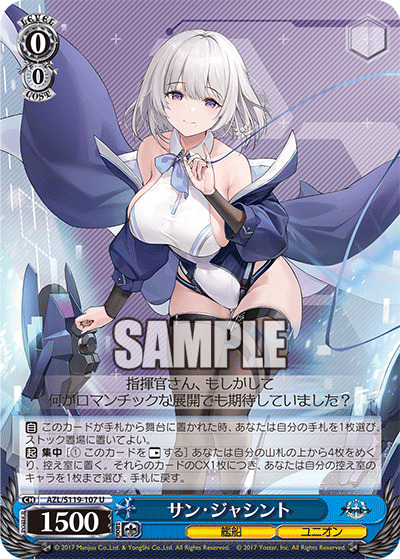 LEVEL
0
0
COST
SAMPLE
指揮官さん、もしかして
何かロマンチックな展開でも期待していました？
自 このカードが手札から舞台に置かれた時、あなたは自分の手札を1枚選び、
ストック置場に置いてよい。
起 集中 [① このカードを レストする] あなたは自分の山札の上から4枚をめく
り、控え室に置く。それらのカードのCX1枚につき、あなたは自分の控え室の
キャラを1枚まで選び、手札に戻す。
CH AZL/S119-107 U
1500
サン・ジャシント
艦船
ユニオン
© 2017 Manjuu Co.,Ltd. & YongShi Co.,Ltd. All Rights Reserved. © 2017 Yostar, Inc. All Rights Reserved.